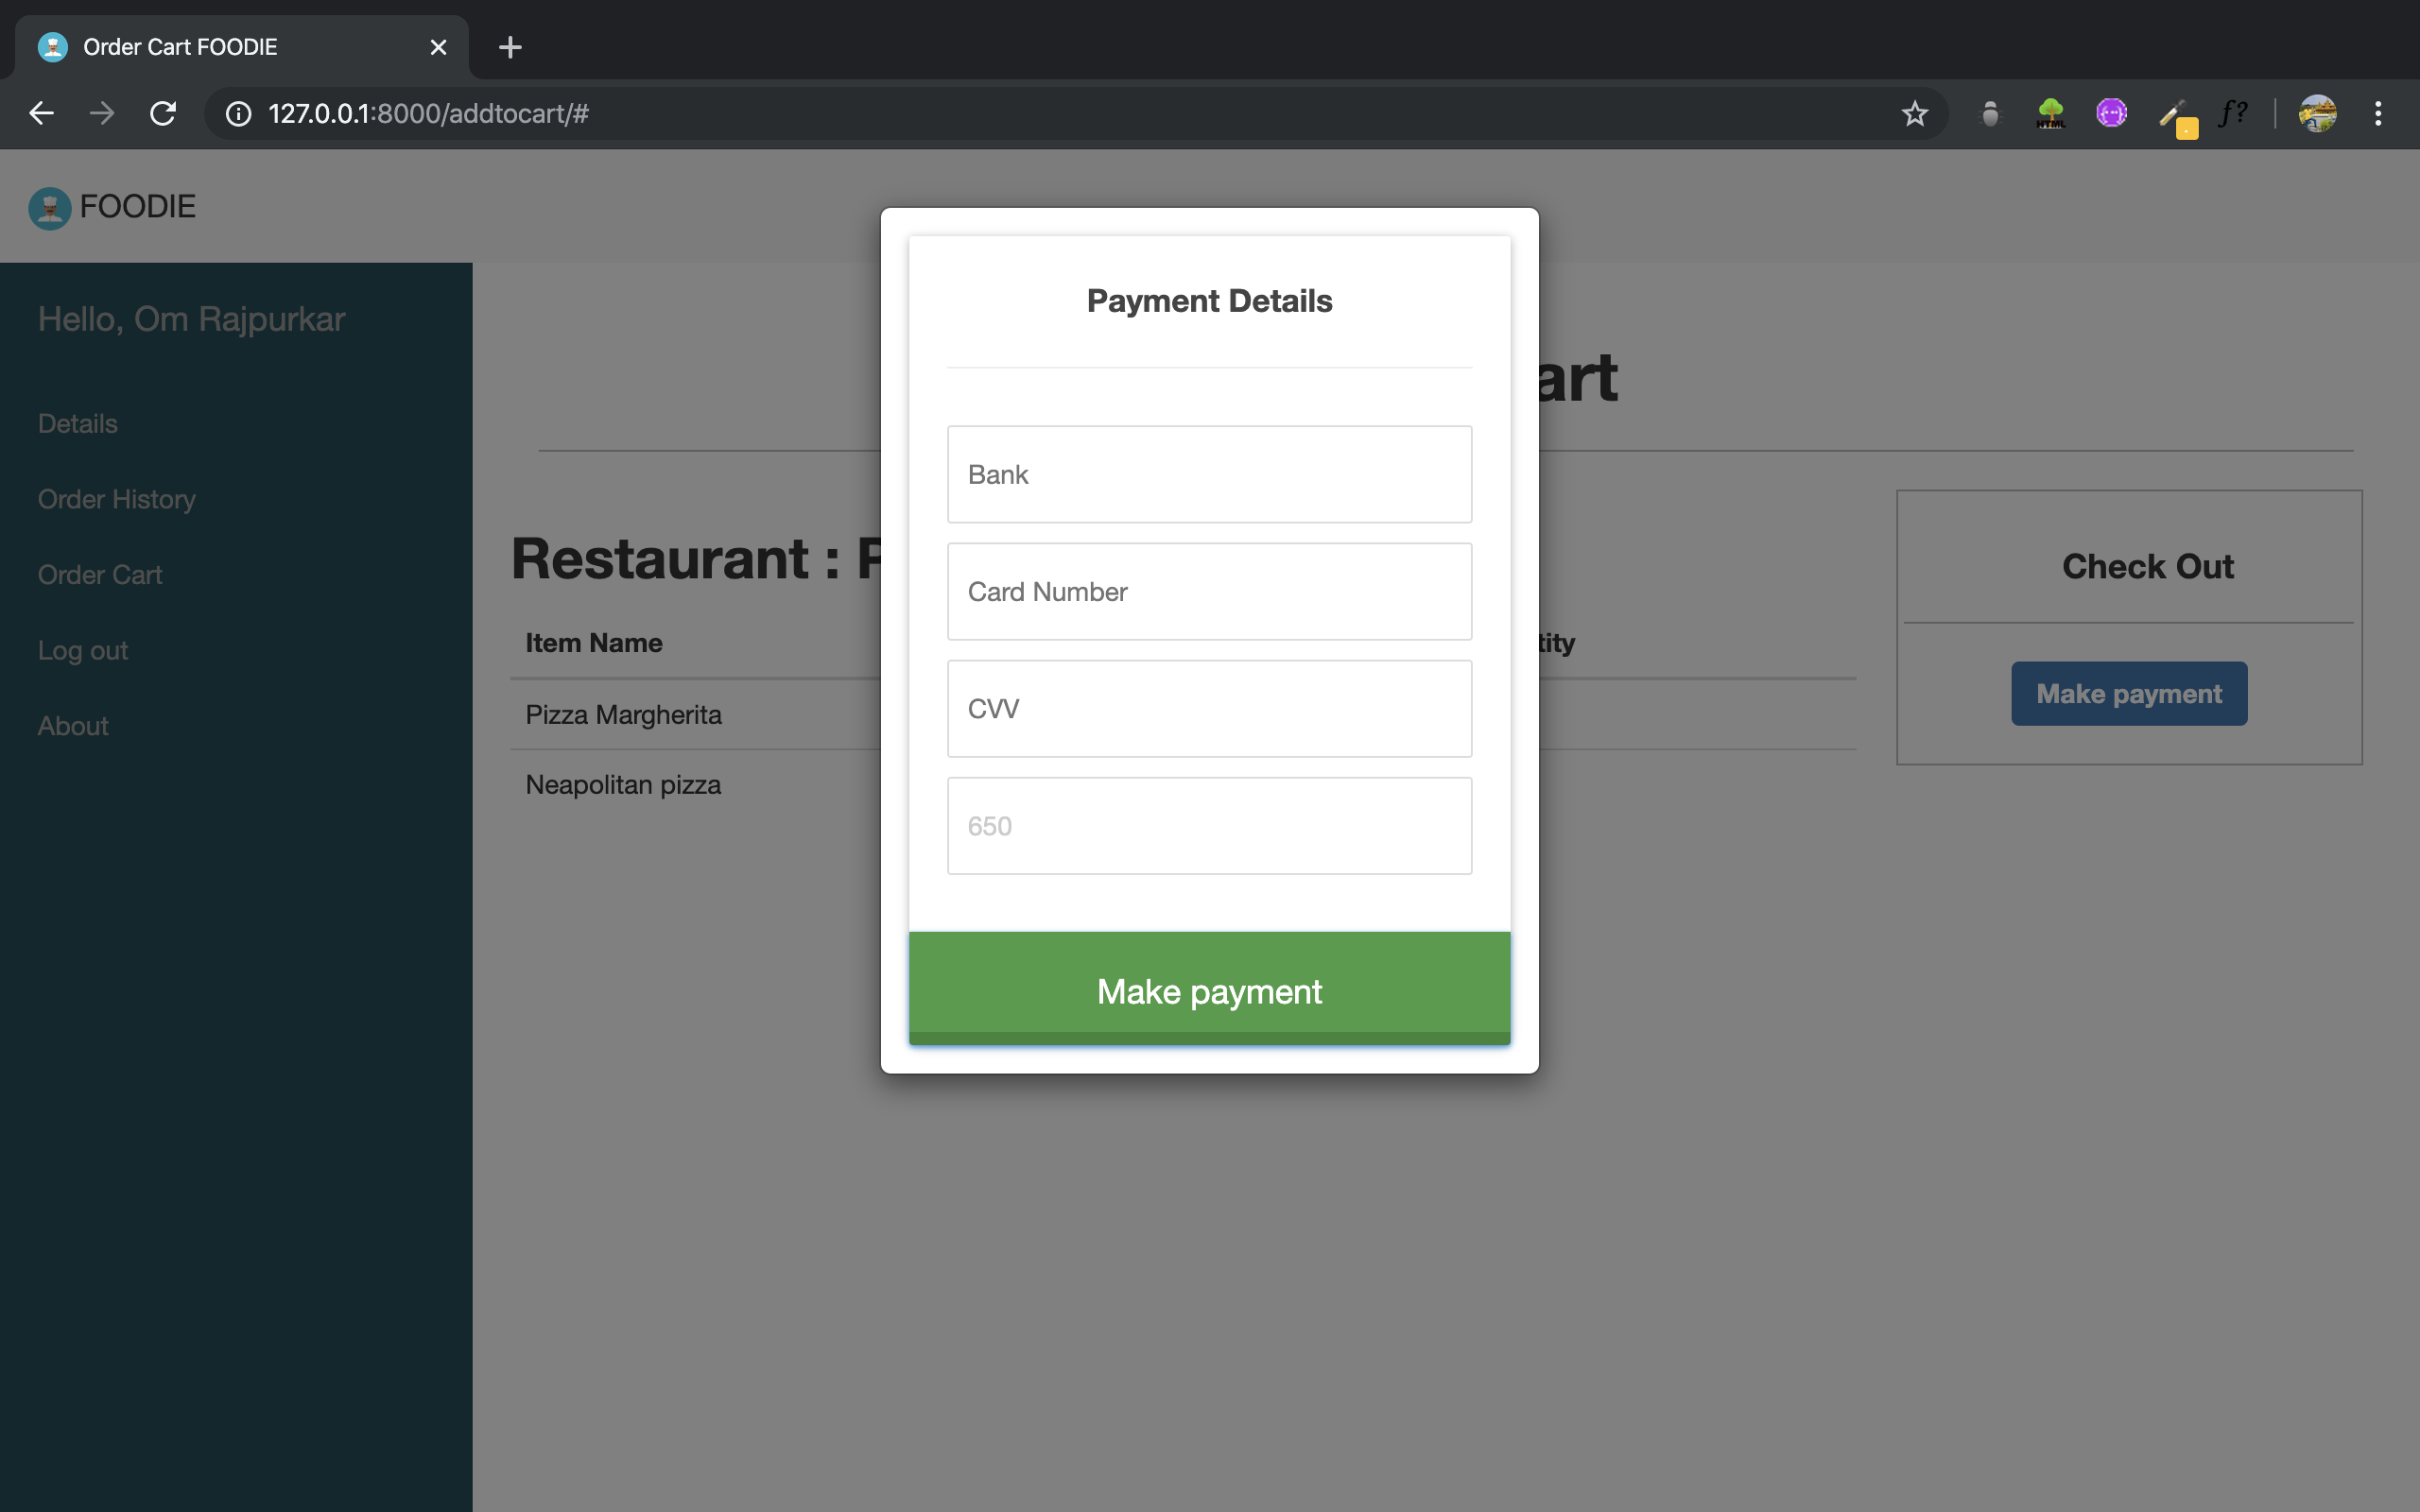 Order Cart FOODIE
127.0.0.1:8000/addtocart/#
HTML
f?
FOODIE
Hello, Om Rajpurkar
Details
Order History
Order Cart
Log out
About
art
Restaurant : 
Item Name
tity
Pizza Margherita
Neapolitan pizza
Check Out
Make payment
Payment Details
Bank
Card Number
CVV
650
Make payment